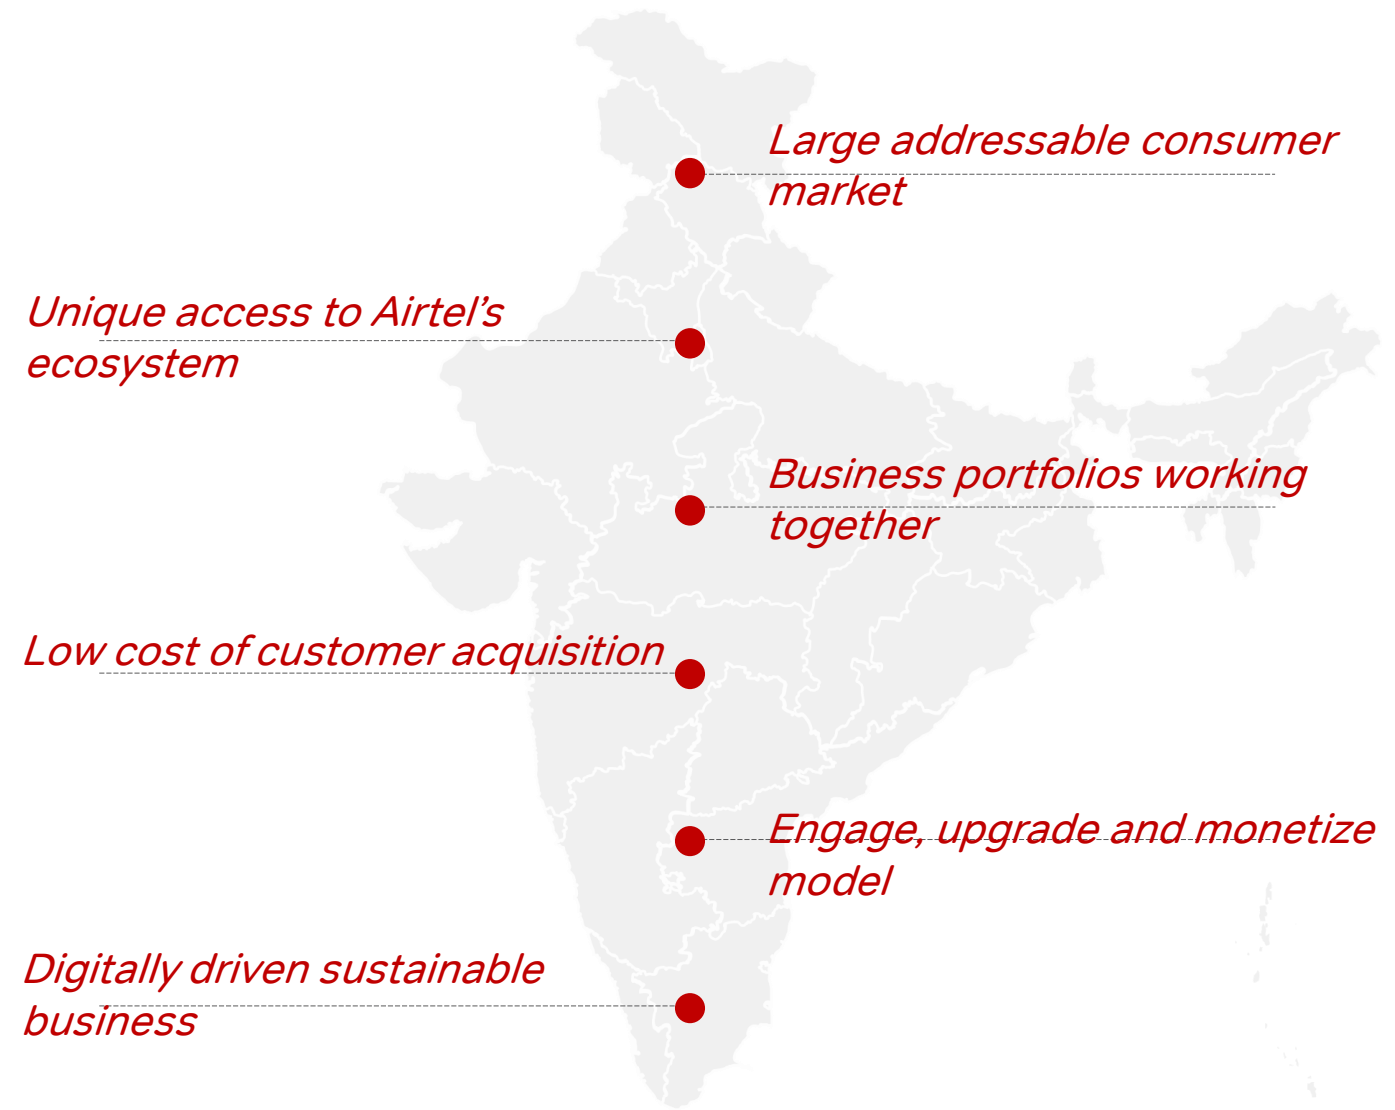 Large addressable consumer
market
Unique access to Airtel’s
ecosystem
Business portfolios working
together
Low cost of customer acquisition
Engage, upgrade and monetize
model
Digitally driven sustainable
business